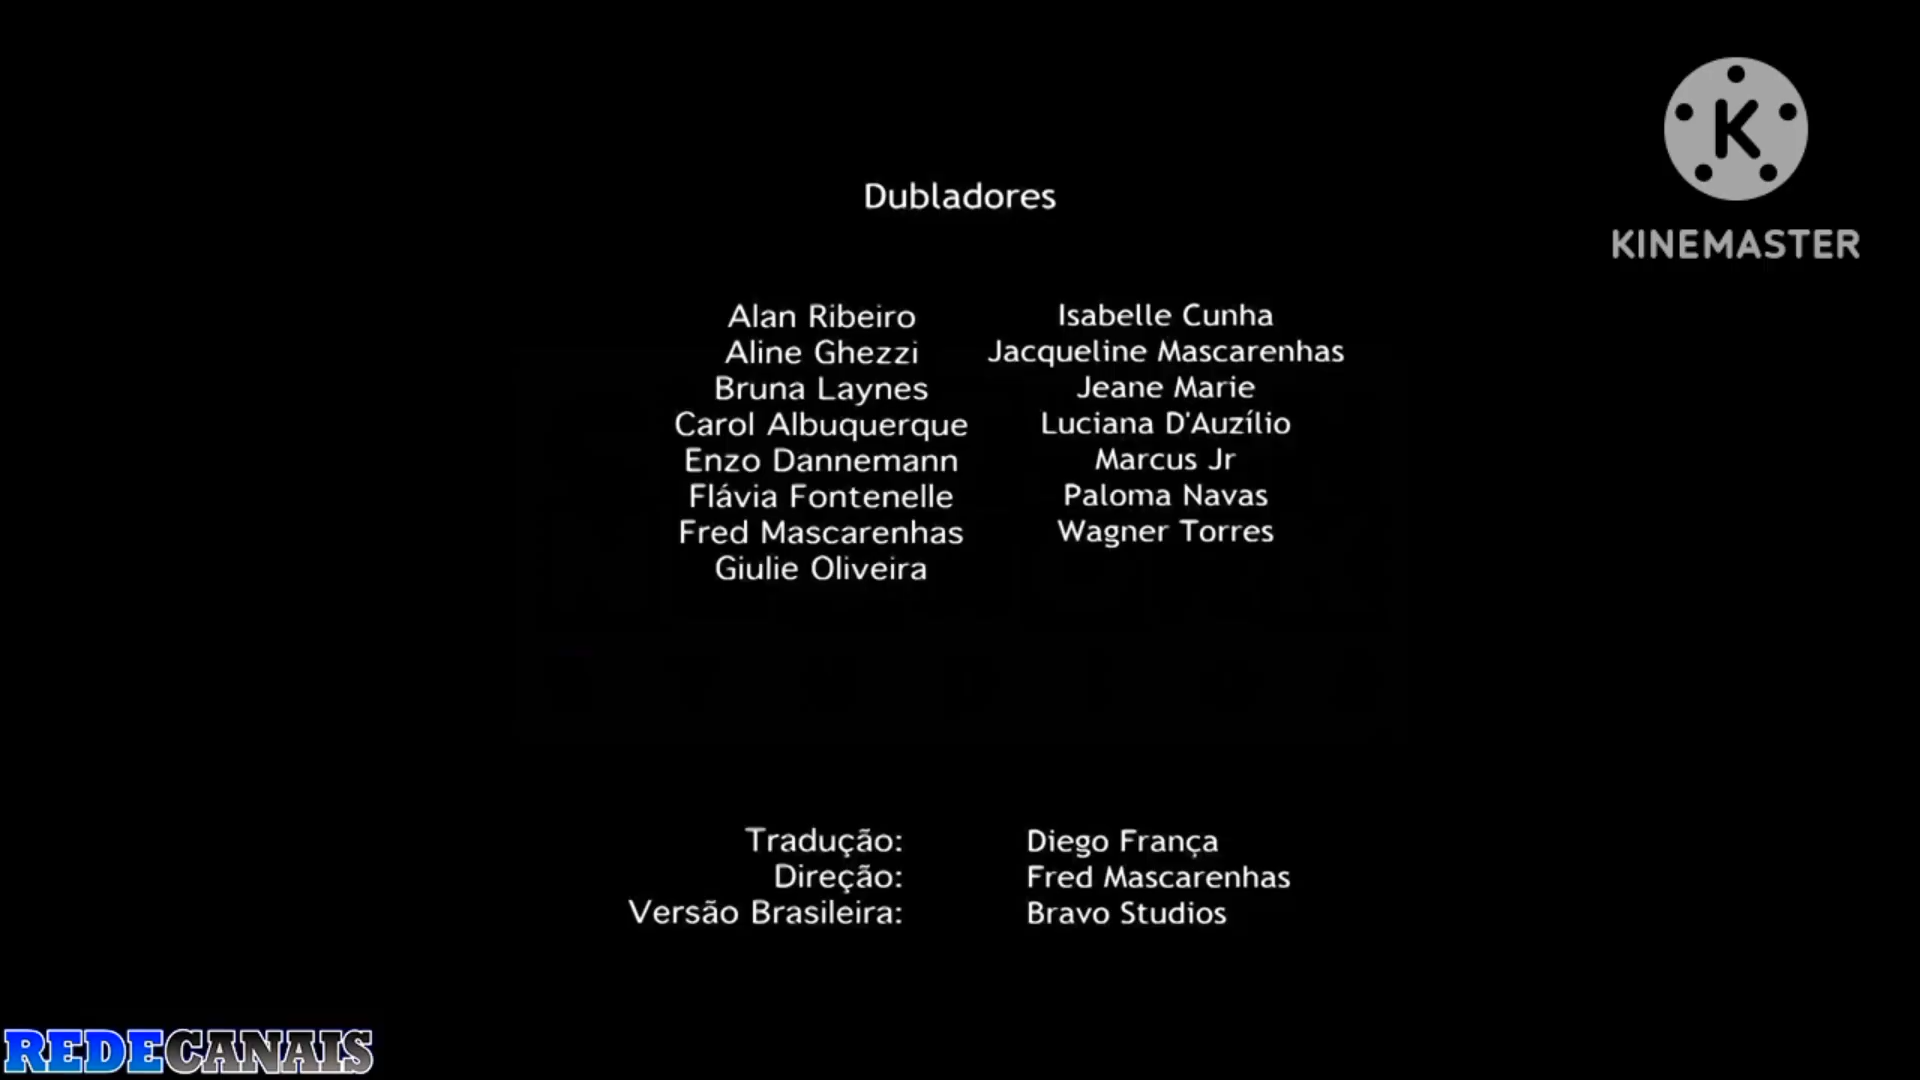 Dubladores
KINEMASTER
Alan Ribeiro
Aline Ghezzi
Bruna Laynes
Carol Albuquerque
Enzo Dannemann
Flávia Fontenelle
Fred Mascarenhas
Giulie Oliveira
Isabelle Cunha
Jacqueline Mascarenhas
Jeane Marie
Luciana D'Auzílio
Marcus Jr
Paloma Navas
Wagner Torres
Tradução: Diego França
Direção: Fred Mascarenhas
Versão Brasileira: Bravo Studios
REDECANAIS